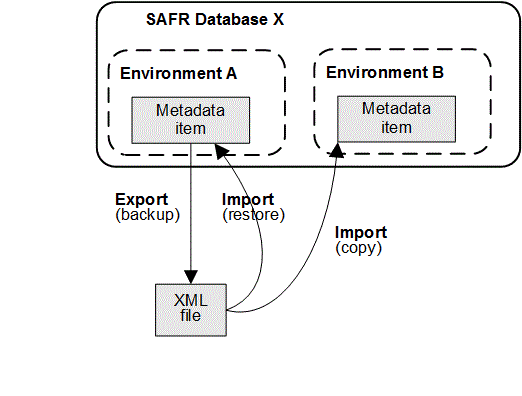 SAFR Database X
Environment A
Metadata
item
Environment B
Metadata
item
Export
(backup)
Import
(restore)
Import
(copy)
XML
file